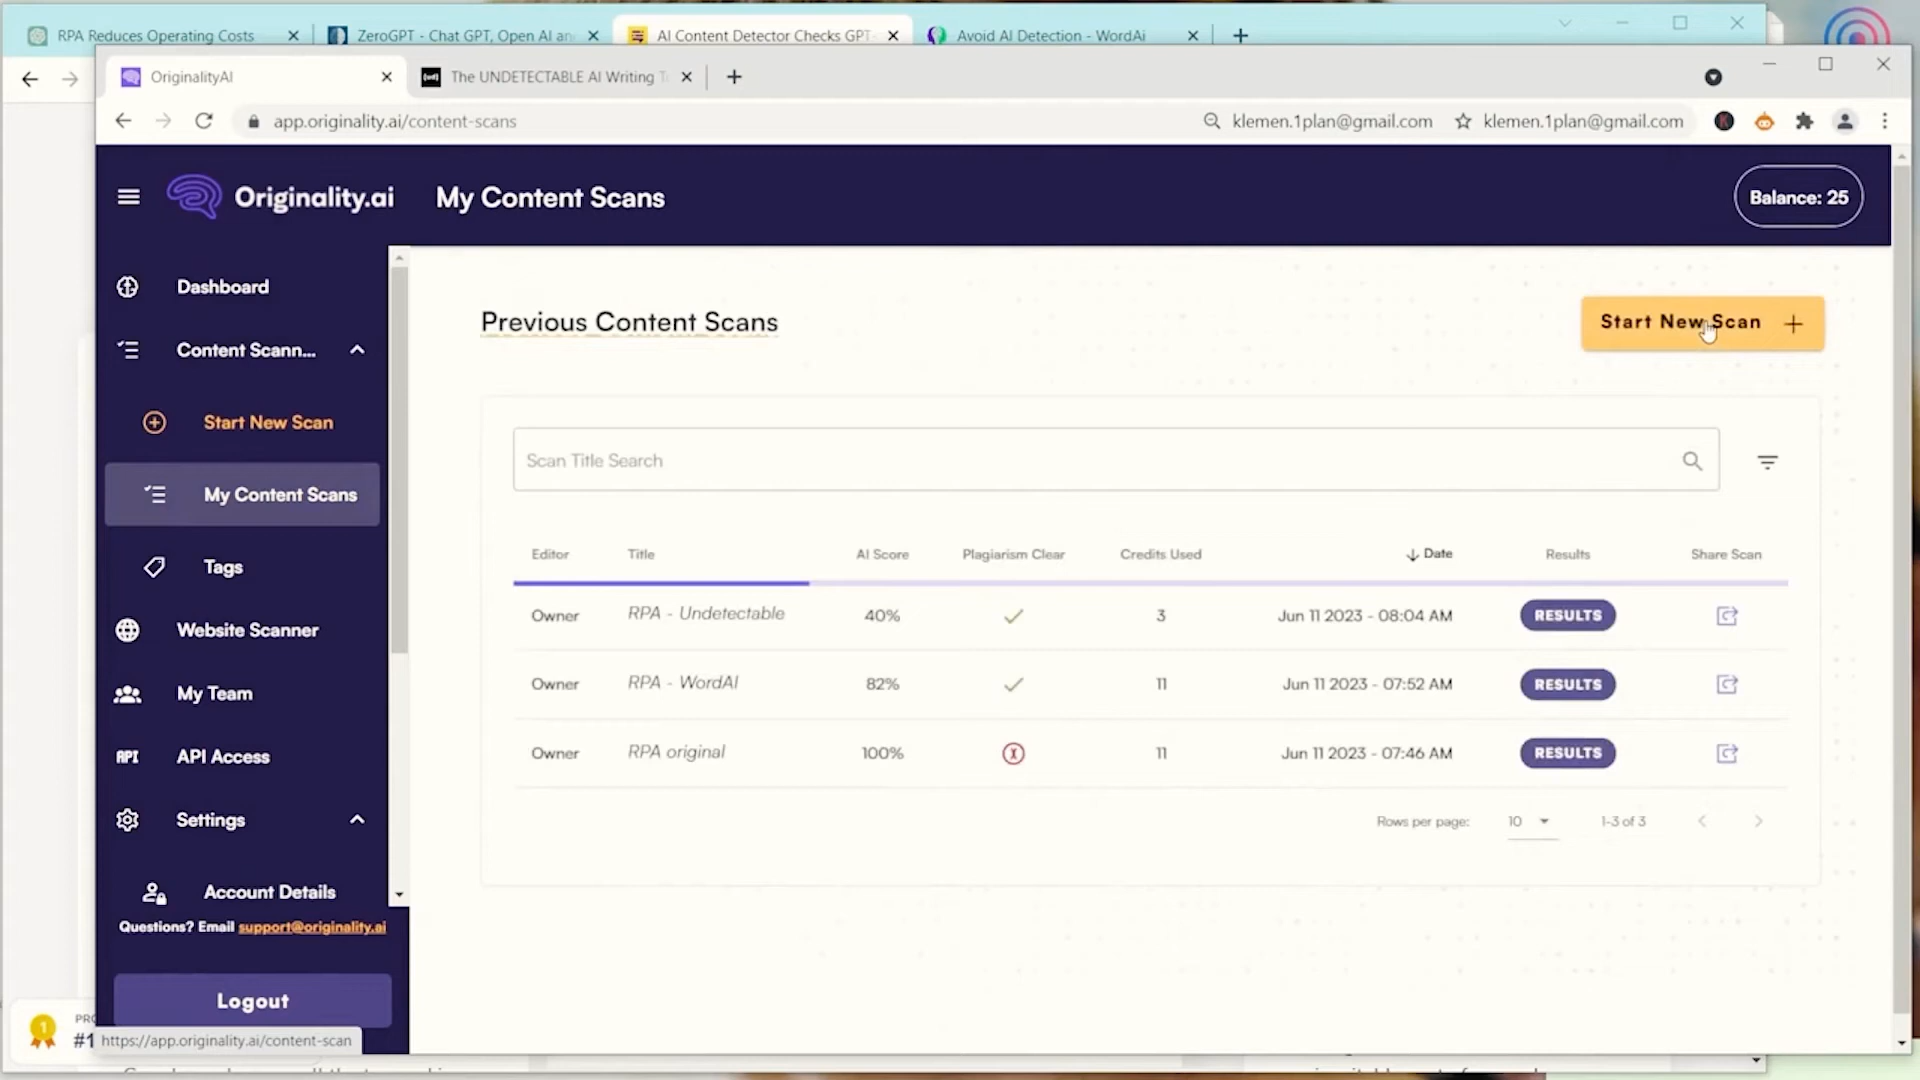 RPA Reduces Operating Costs
ZeroGPT - Chat GPT, Open AI an
AI Content Detector Checks GPT-
Avoid AI Detection - WordAi
OriginalityAI
The UNDETECTABLE AI Writing T
app.originality.ai/content-scans
klemen.1plan@gmail.com
klemen.1plan@gmail.com
Originality.ai
My Content Scans
Balance: 25
Dashboard
Content Scann...
Start New Scan
My Content Scans
Tags
Website Scanner
My Team
API API Access
Settings
Account Details
Questions? Email support@originality.ai
Logout
https://app.originality.ai/content-scan
#1
Previous Content Scans
Start New Scan +
Scan Title Search
Editor Title AI Score Plagiarism Clear Credits Used Date Results Share Scan
Owner RPA - Undetectable 40% 3 Jun 11 2023 - 08:04 AM RESULTS
Owner RPA - WordAI 82% 11 Jun 11 2023 - 07:52 AM RESULTS
Owner RPA original 100% 11 Jun 11 2023 - 07:46 AM RESULTS
Rows per page: 10 1-3 of 3